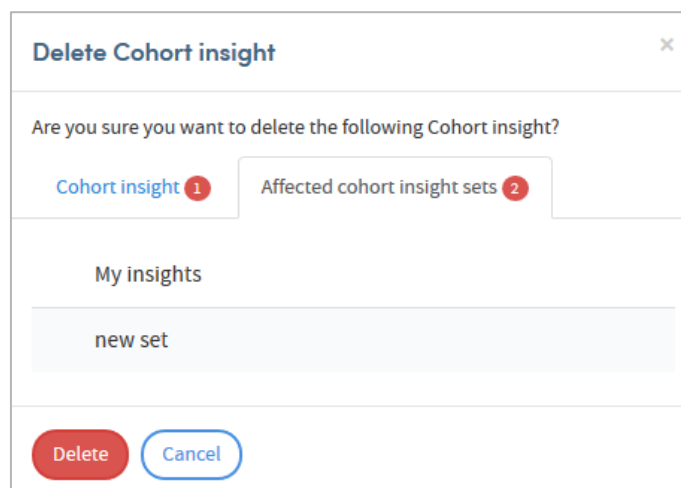 Delete Cohort insight ×
Are you sure you want to delete the following Cohort insight?
Cohort insight 1 Affected cohort insight sets 2
My insights
new set
Delete Cancel